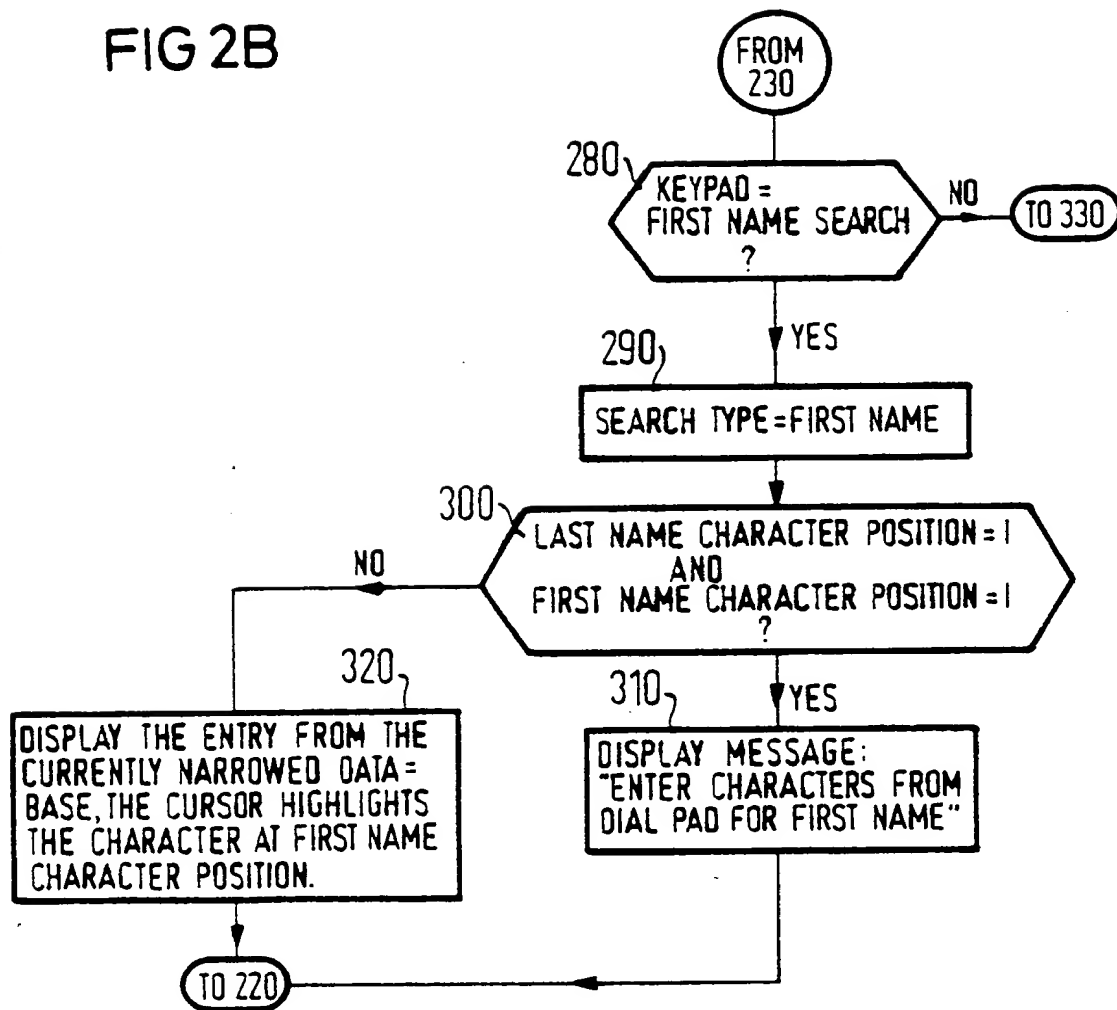 FIG 2B
FROM
230
280
KEYPAD =
FIRST NAME SEARCH
?
NO
TO 330
YES
290
SEARCH TYPE=FIRST NAME
300
LAST NAME CHARACTER POSITION = 1
AND
FIRST NAME CHARACTER POSITION = 1
?
NO
YES
320
DISPLAY THE ENTRY FROM THE
CURRENTLY NARROWED DATA=
BASE, THE CURSOR HIGHLIGHTS
THE CHARACTER AT FIRST NAME
CHARACTER POSITION.
310
DISPLAY MESSAGE:
"ENTER CHARACTERS FROM
DIAL PAD FOR FIRST NAME"
TO 220